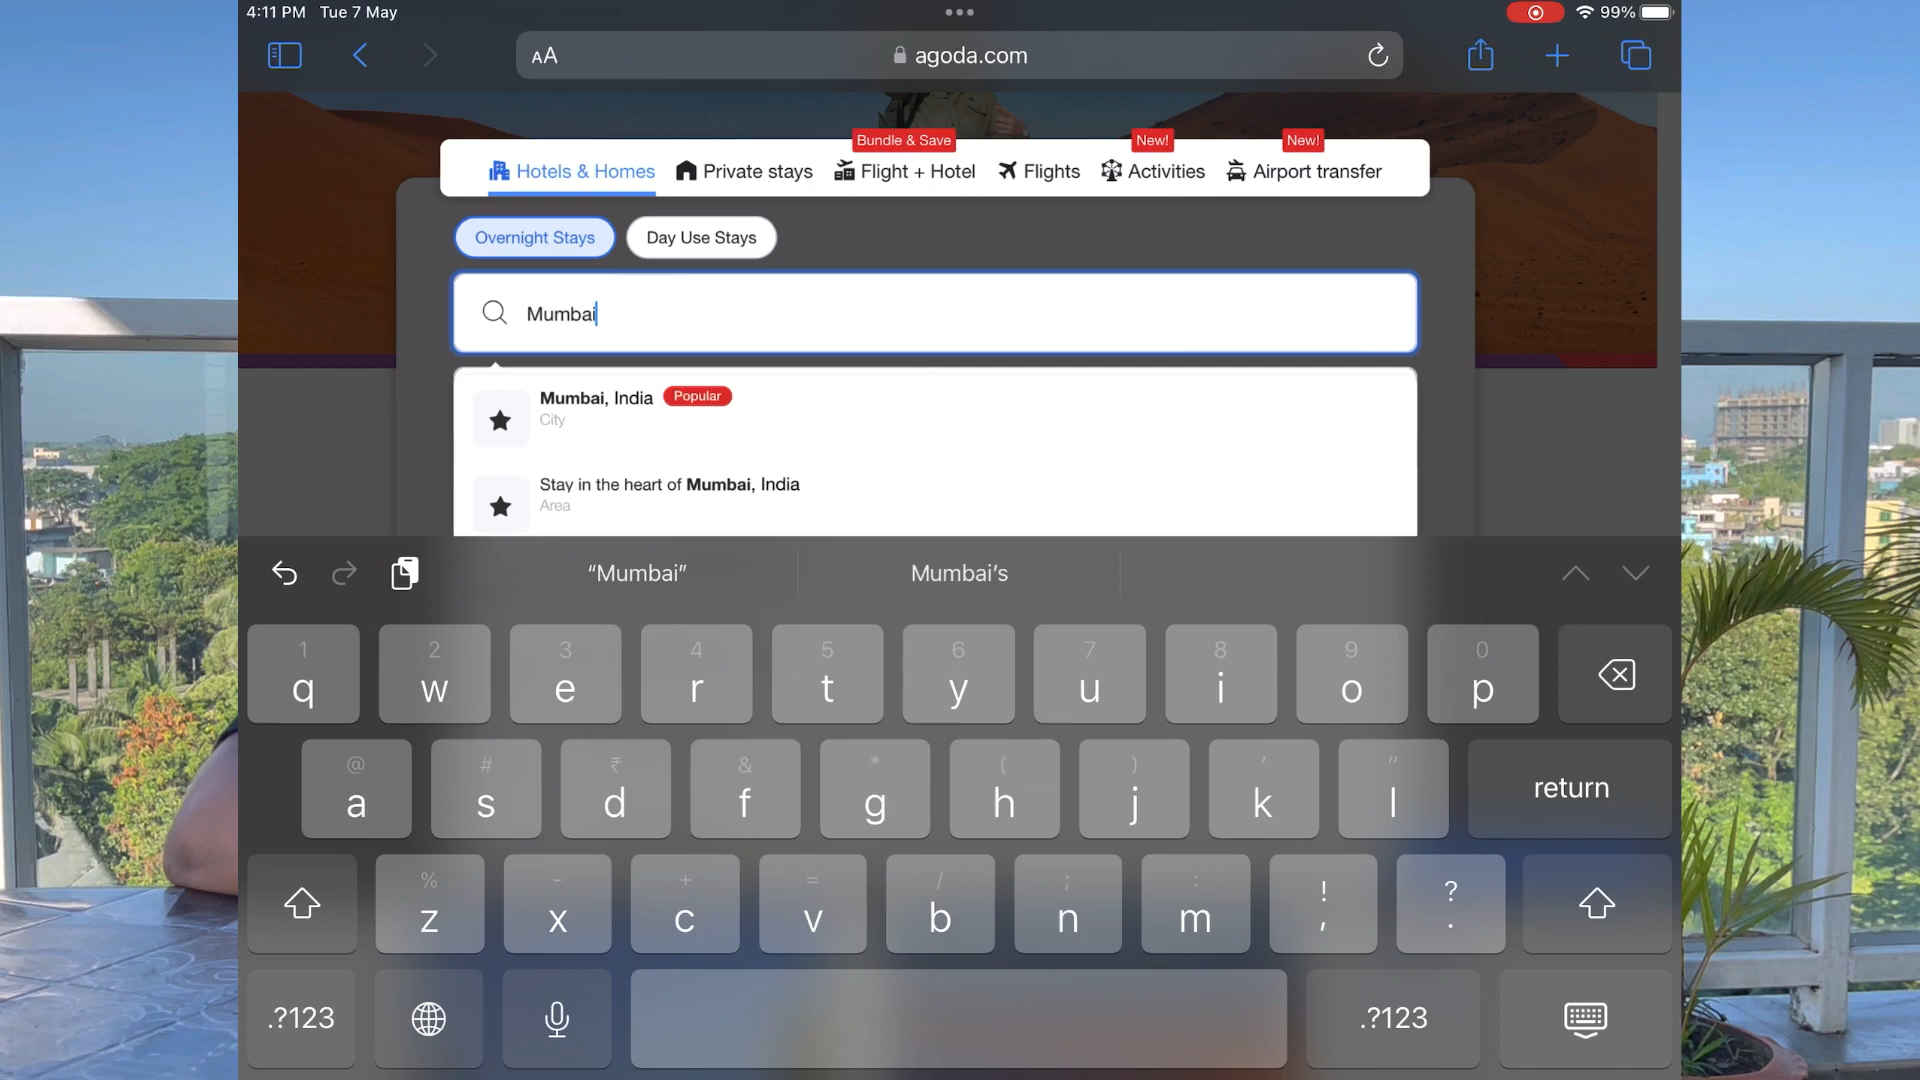 4:11 PM Tue 7 May
99%
AA agoda.com
Bundle & Save New! New!
Hotels & Homes Private stays Flight + Hotel Flights Activities Airport transfer
Overnight Stays Day Use Stays
Mumbai
Mumbai, India Popular
City
Stay in the heart of Mumbai, India
Area
“Mumbai” Mumbai’s
1 2 3 4 5 6 7 8 9 0
q w e r t y u i o p
@ # ₹ & * ( ) ' "
a s d f g h j k l return
% - + = / ; : ! ?
z x c v b n m , .
.?123 .?123